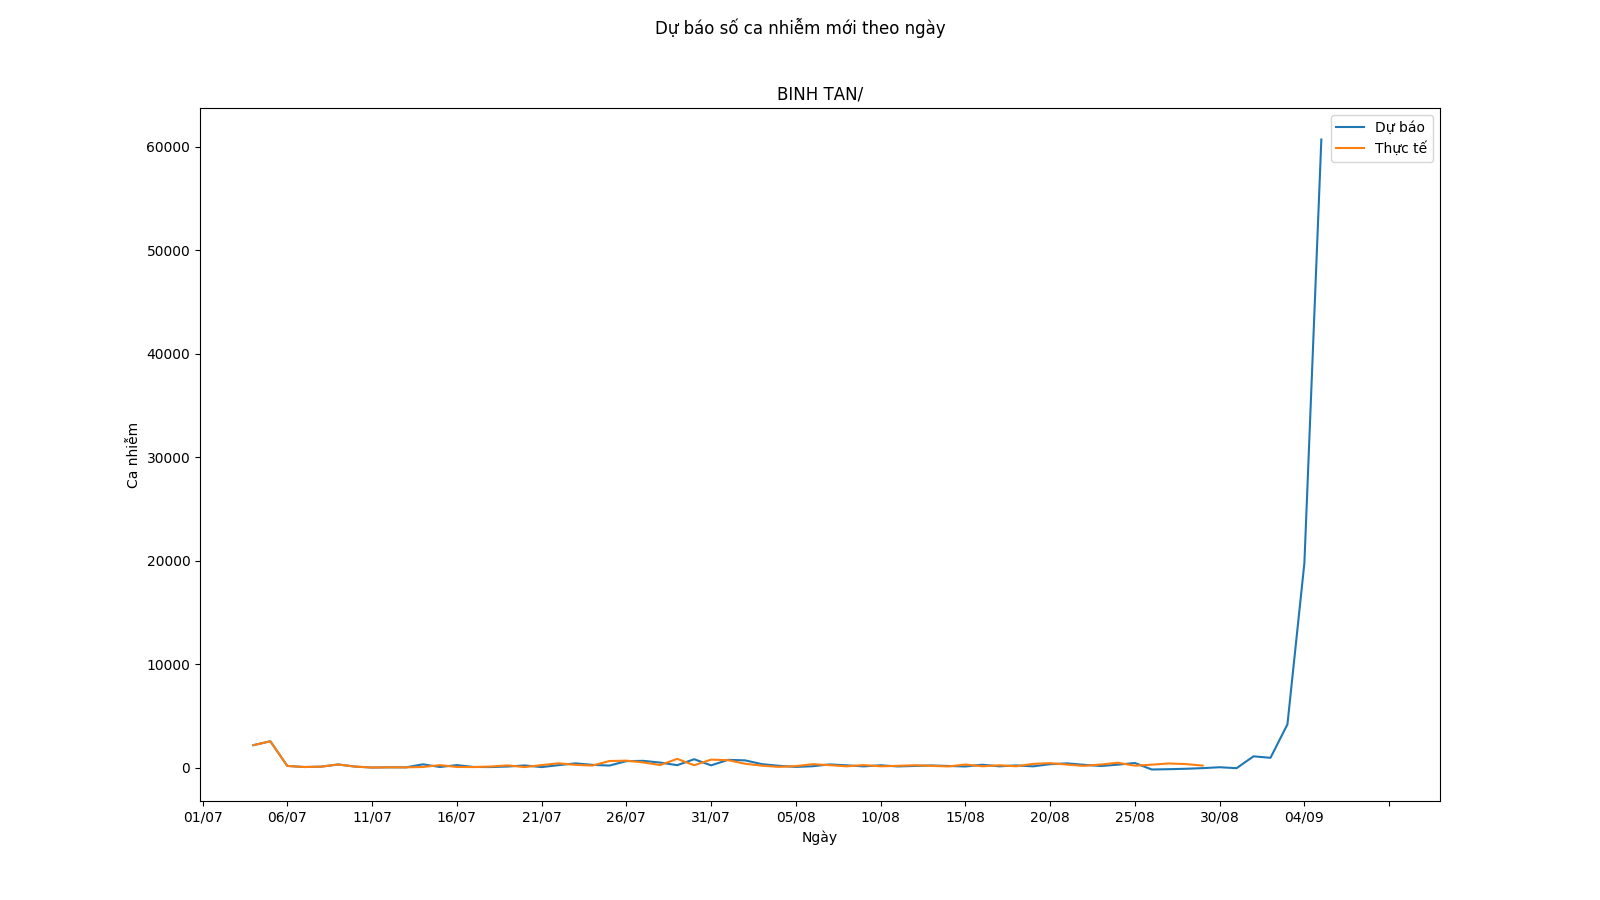 Dự báo số ca nhiễm mới theo ngày
BINH TAN/
Dự báo
Thực tế
60000
50000
40000
30000
20000
10000
0
Ca nhiễm
01/07 06/07 11/07 16/07 21/07 26/07 31/07 05/08 10/08 15/08 20/08 25/08 30/08 04/09
Ngày